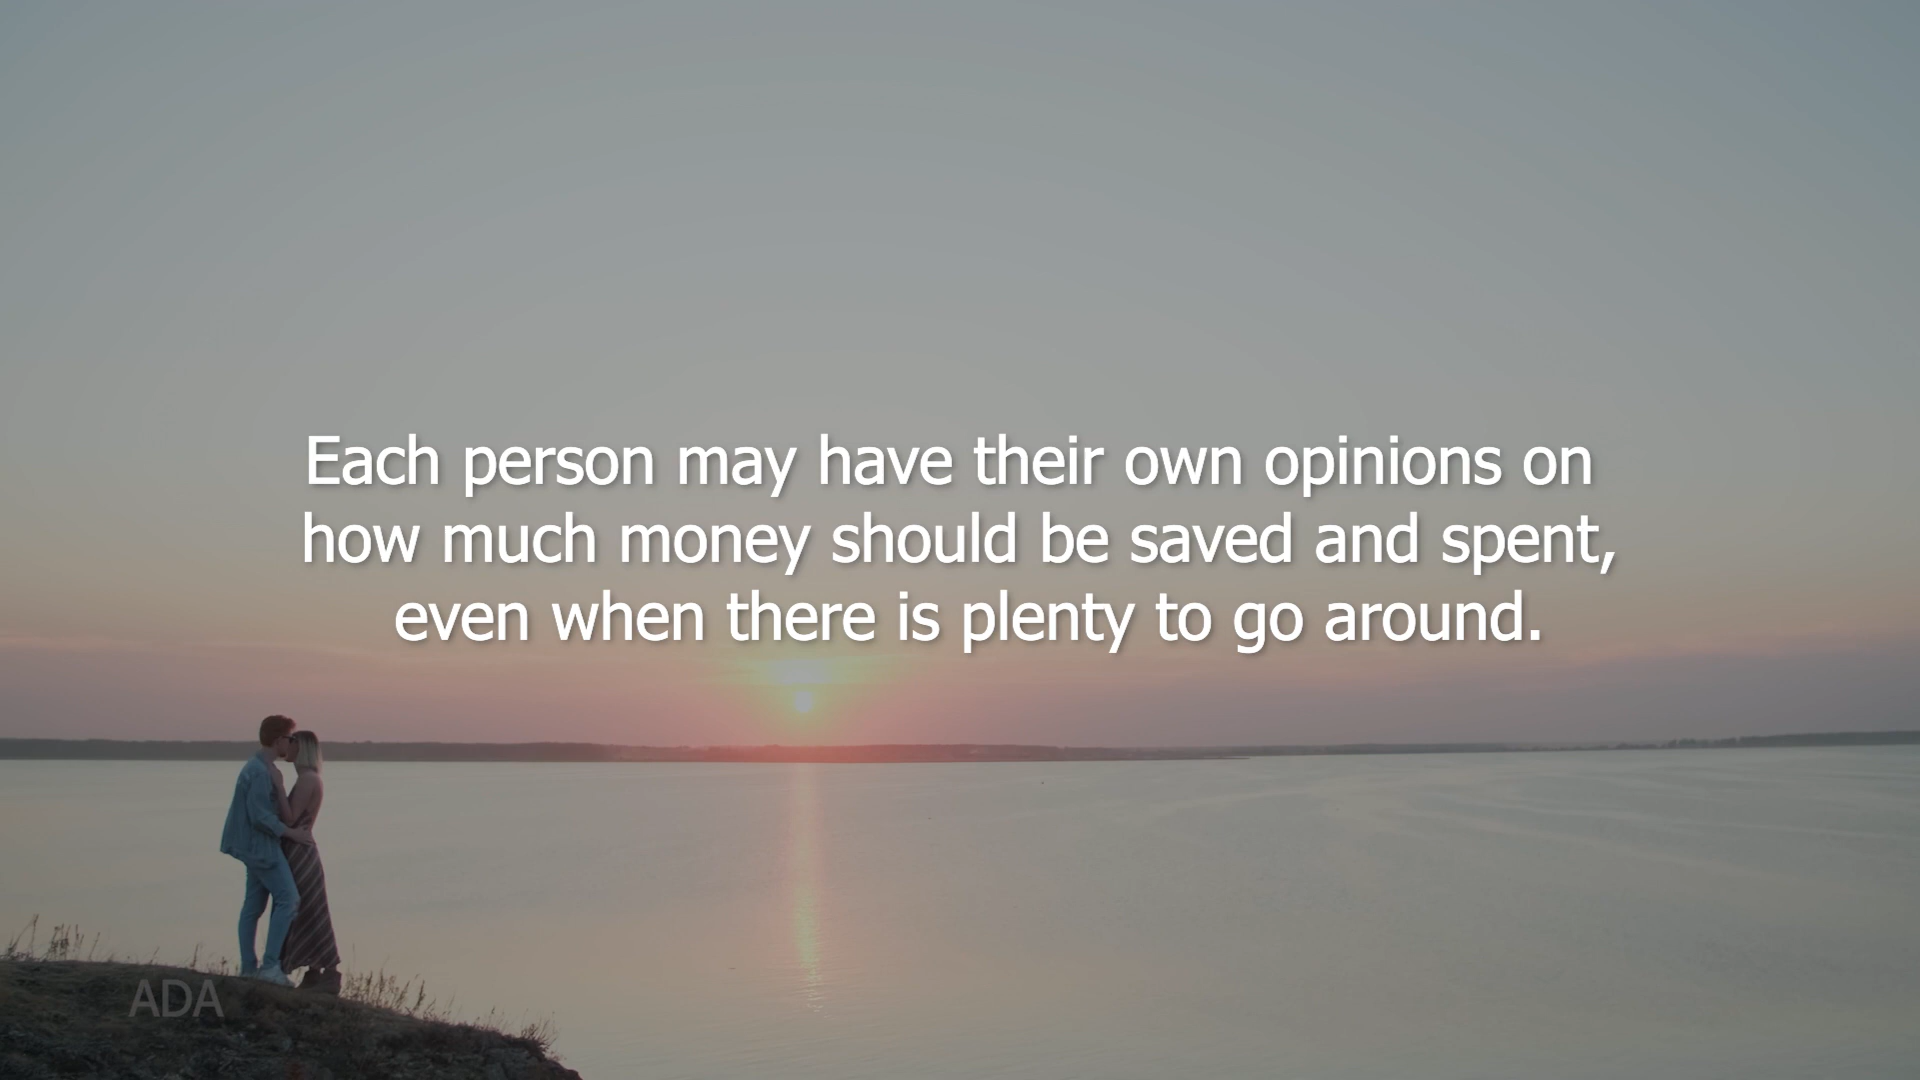 Each person may have their own opinions on
how much money should be saved and spent,
even when there is plenty to go around.
ADA